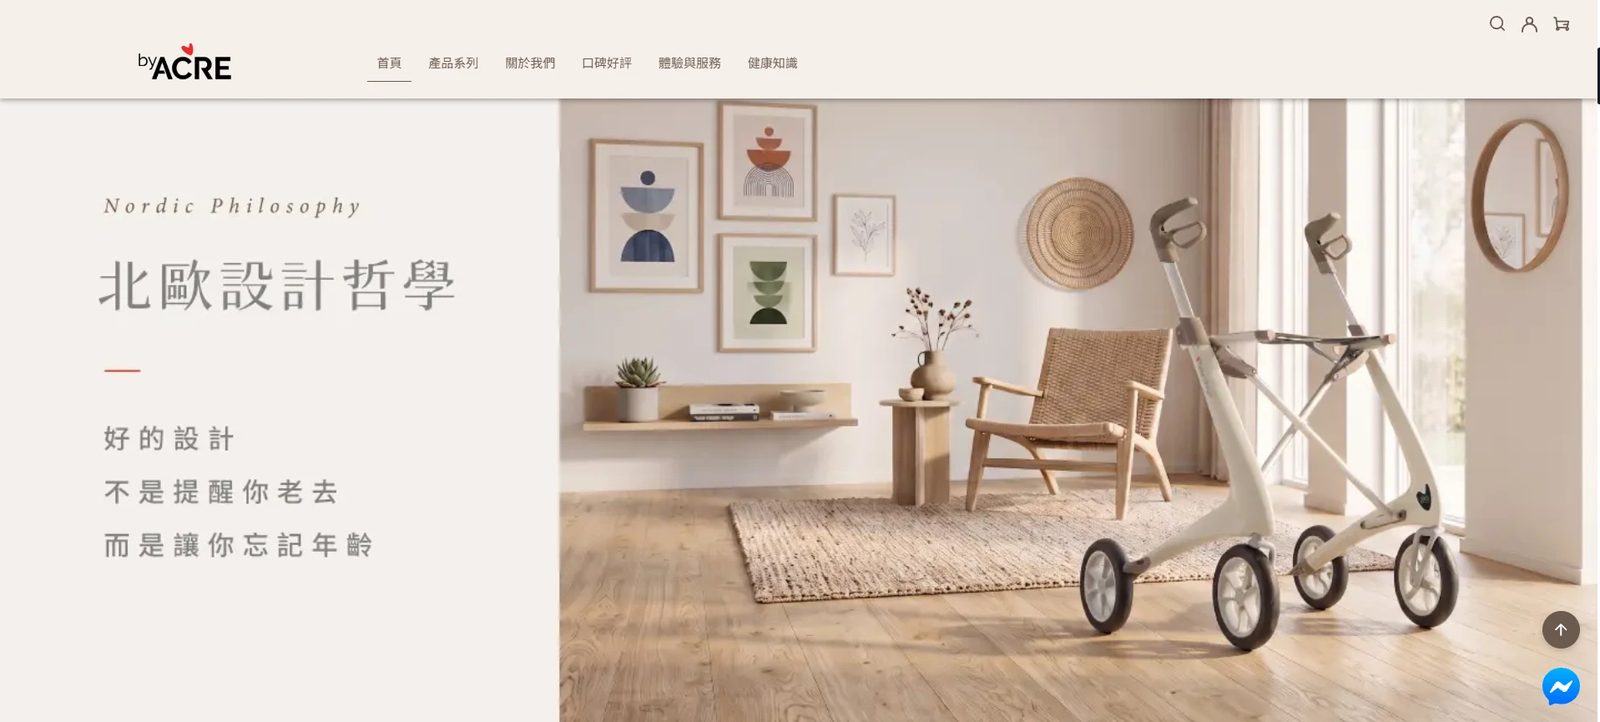 byACRE
首頁 產品系列 關於我們 口碑好評 體驗與服務 健康知識
Nordic Philosophy
北歐設計哲學
好的設計
不是提醒你老去
而是讓你忘記年齡